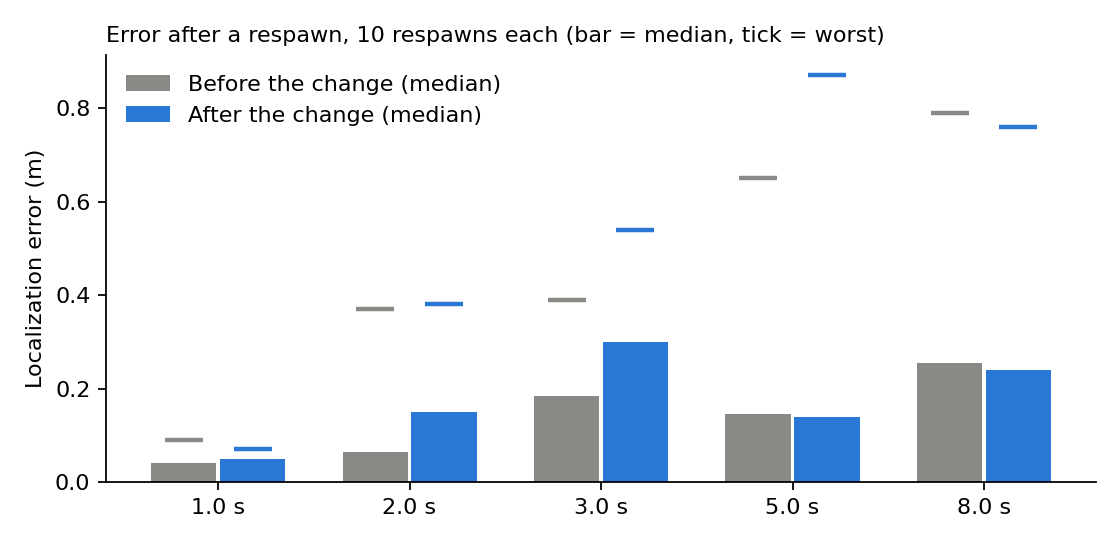 Error after a respawn, 10 respawns each (bar = median, tick = worst)
Before the change (median)
After the change (median)
Localization error (m)
0.8
0.6
0.4
0.2
0.0
1.0 s
2.0 s
3.0 s
5.0 s
8.0 s